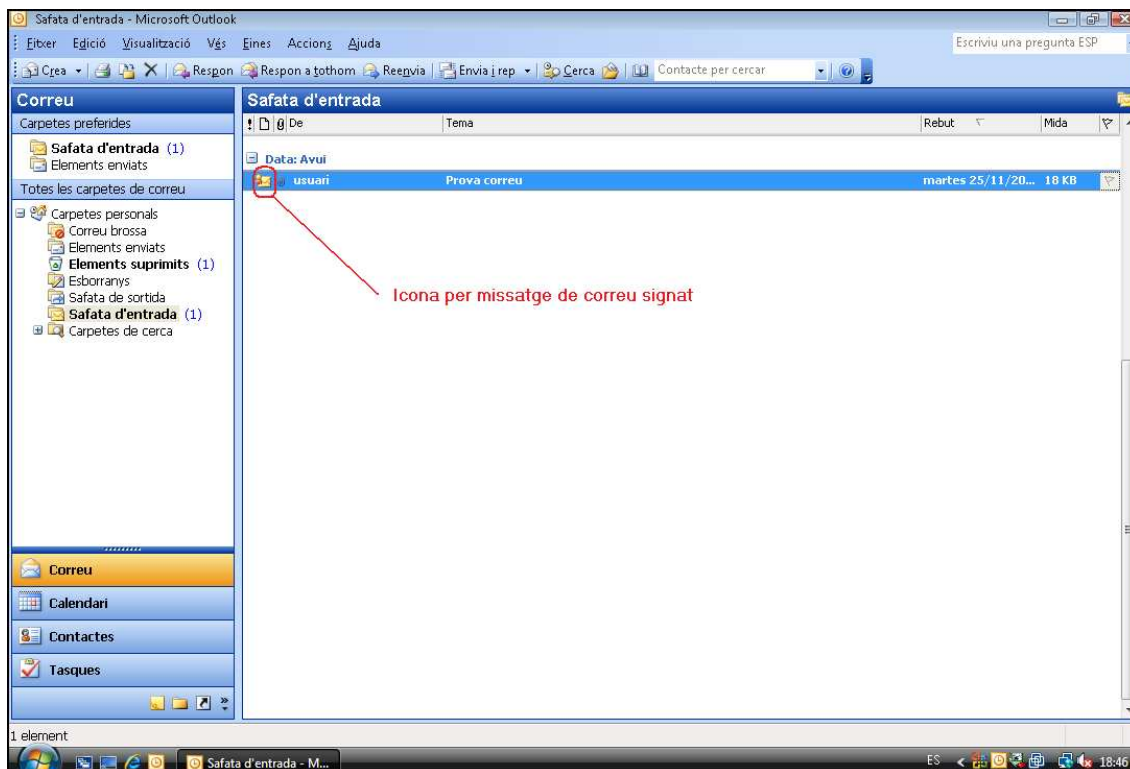 Safata d'entrada - Microsoft Outlook
Fitxer Edició Visualització Vés Eines Accions Ajuda Escriviu una pregunta ESP
Crea Respon Respon a tothom Reenvia Envia i rep Cerca Contacte per cercar
Correu
Carpetes preferides
Safata d'entrada (1)
Elements enviats
Totes les carpetes de correu
Carpetes personals
Correu brossa
Elements enviats
Elements suprimits (1)
Esborranys
Safata de sortida
Safata d'entrada (1)
Carpetes de cerca
Correu
Calendari
Contactes
Tasques
Safata d'entrada
De Tema Rebut Mida
Data: Avui
usuari Prova correu martes 25/11/20... 18 KB
Icona per missatge de correu signat
1 element
Safata d'entrada - M... ES 18:46